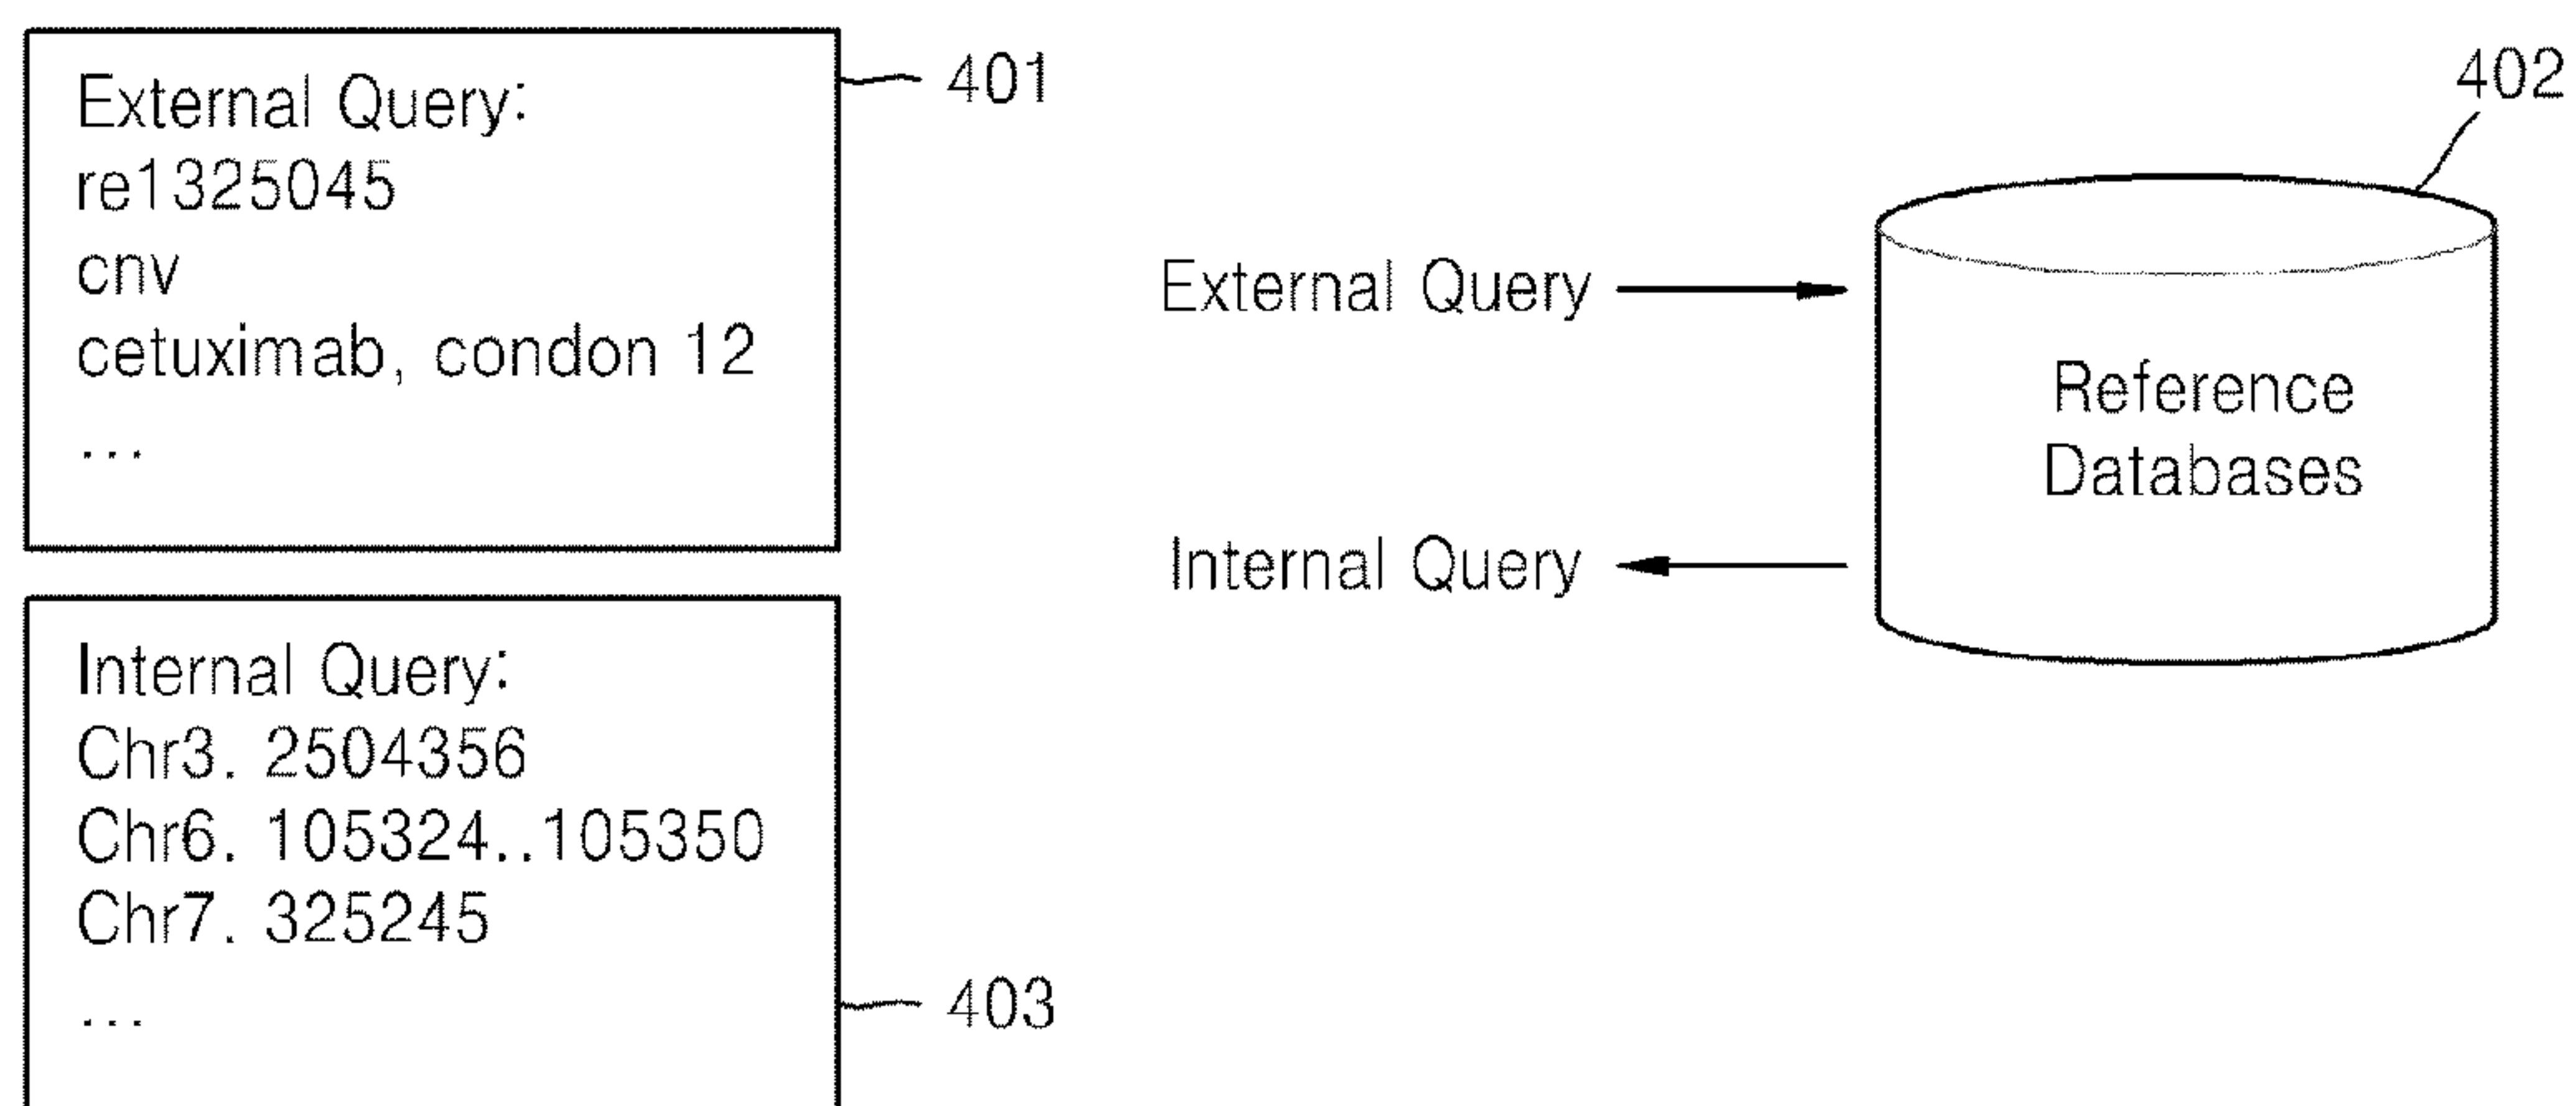 External Query:
re1325045
cnv
cetuximab, condon 12
...
401
Internal Query:
Chr3. 2504356
Chr6. 105324..105350
Chr7. 325245
...
403
External Query
Internal Query
402
Reference
Databases